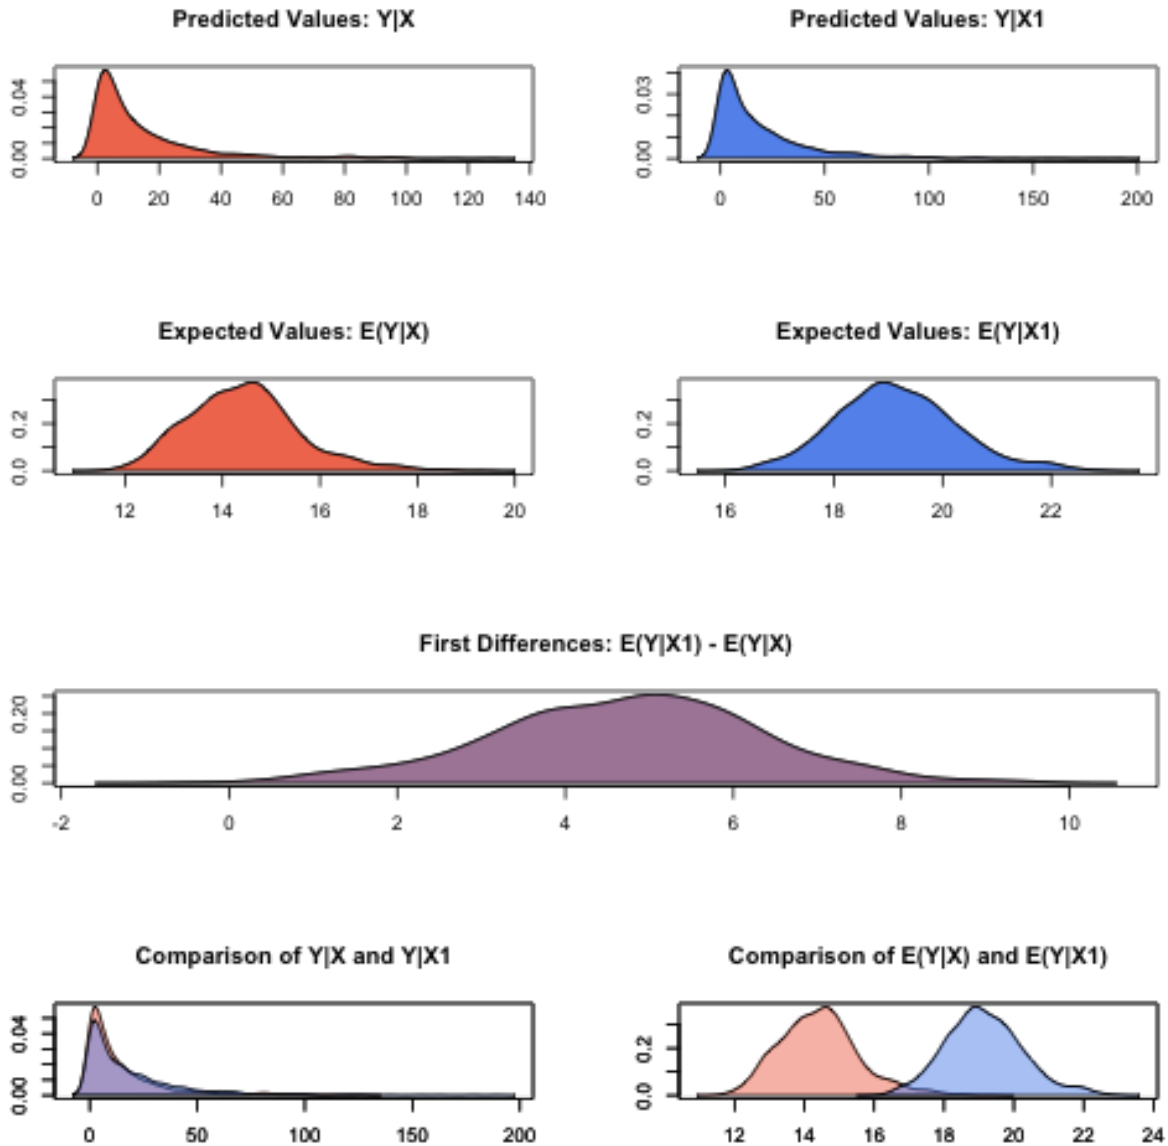 Predicted Values: Y|X
0.04
0.00
0 20 40 60 80 100 120 140
Predicted Values: Y|X1
0.03
0.00
0 50 100 150 200
Expected Values: E(Y|X)
0.2
0.0
12 14 16 18 20
Expected Values: E(Y|X1)
0.2
0.0
16 18 20 22
First Differences: E(Y|X1) - E(Y|X)
0.20
0.00
-2 0 2 4 6 8 10
Comparison of Y|X and Y|X1
0.04
0.00
0 50 100 150 200
Comparison of E(Y|X) and E(Y|X1)
0.2
0.0
12 14 16 18 20 22 24